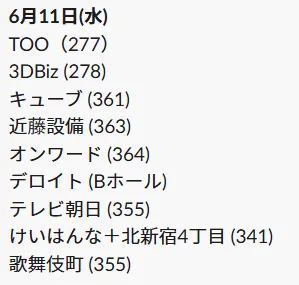 6月11日(水)
TOO（277）
3DBiz (278)
キューブ (361)
近藤設備 (363)
オンワード (364)
デロイト (Bホール)
テレビ朝日 (355)
けいはんな＋北新宿4丁目 (341)
歌舞伎町 (355)